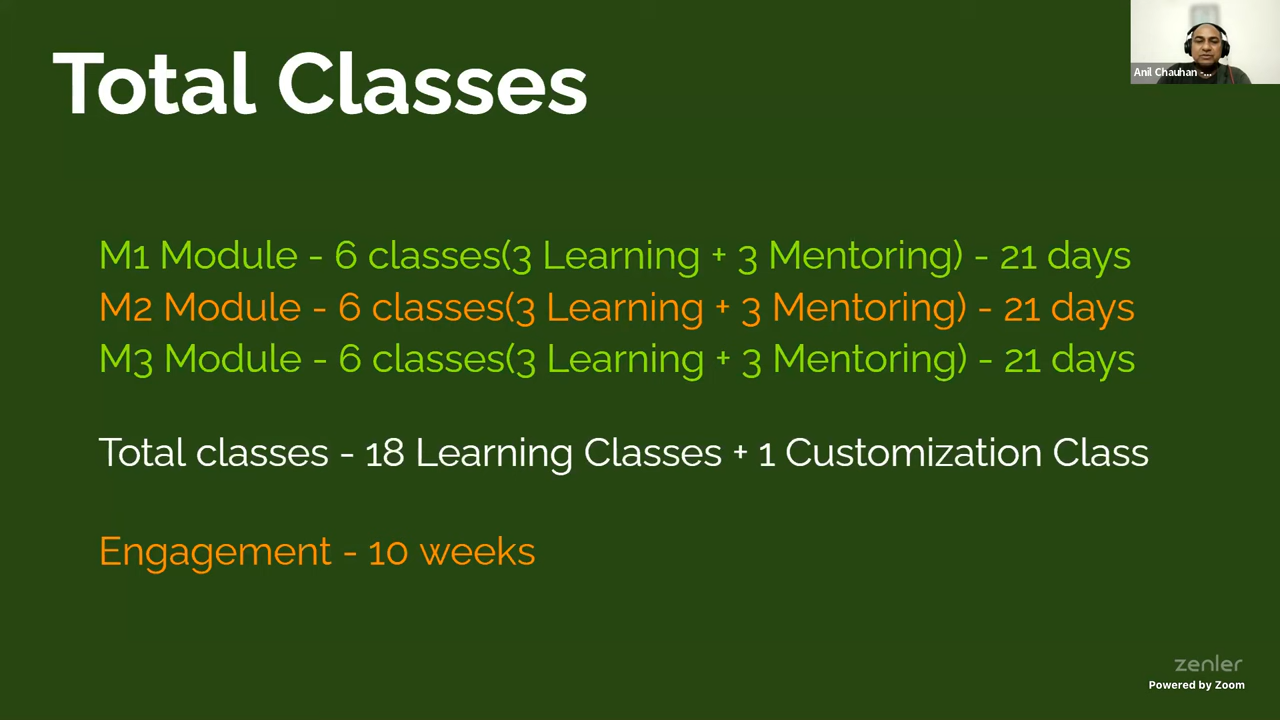 Total Classes
Anil Chauhan -...
M1 Module - 6 classes(3 Learning + 3 Mentoring) - 21 days
M2 Module - 6 classes(3 Learning + 3 Mentoring) - 21 days
M3 Module - 6 classes(3 Learning + 3 Mentoring) - 21 days
Total classes - 18 Learning Classes + 1 Customization Class
Engagement - 10 weeks
zenler
Powered by Zoom